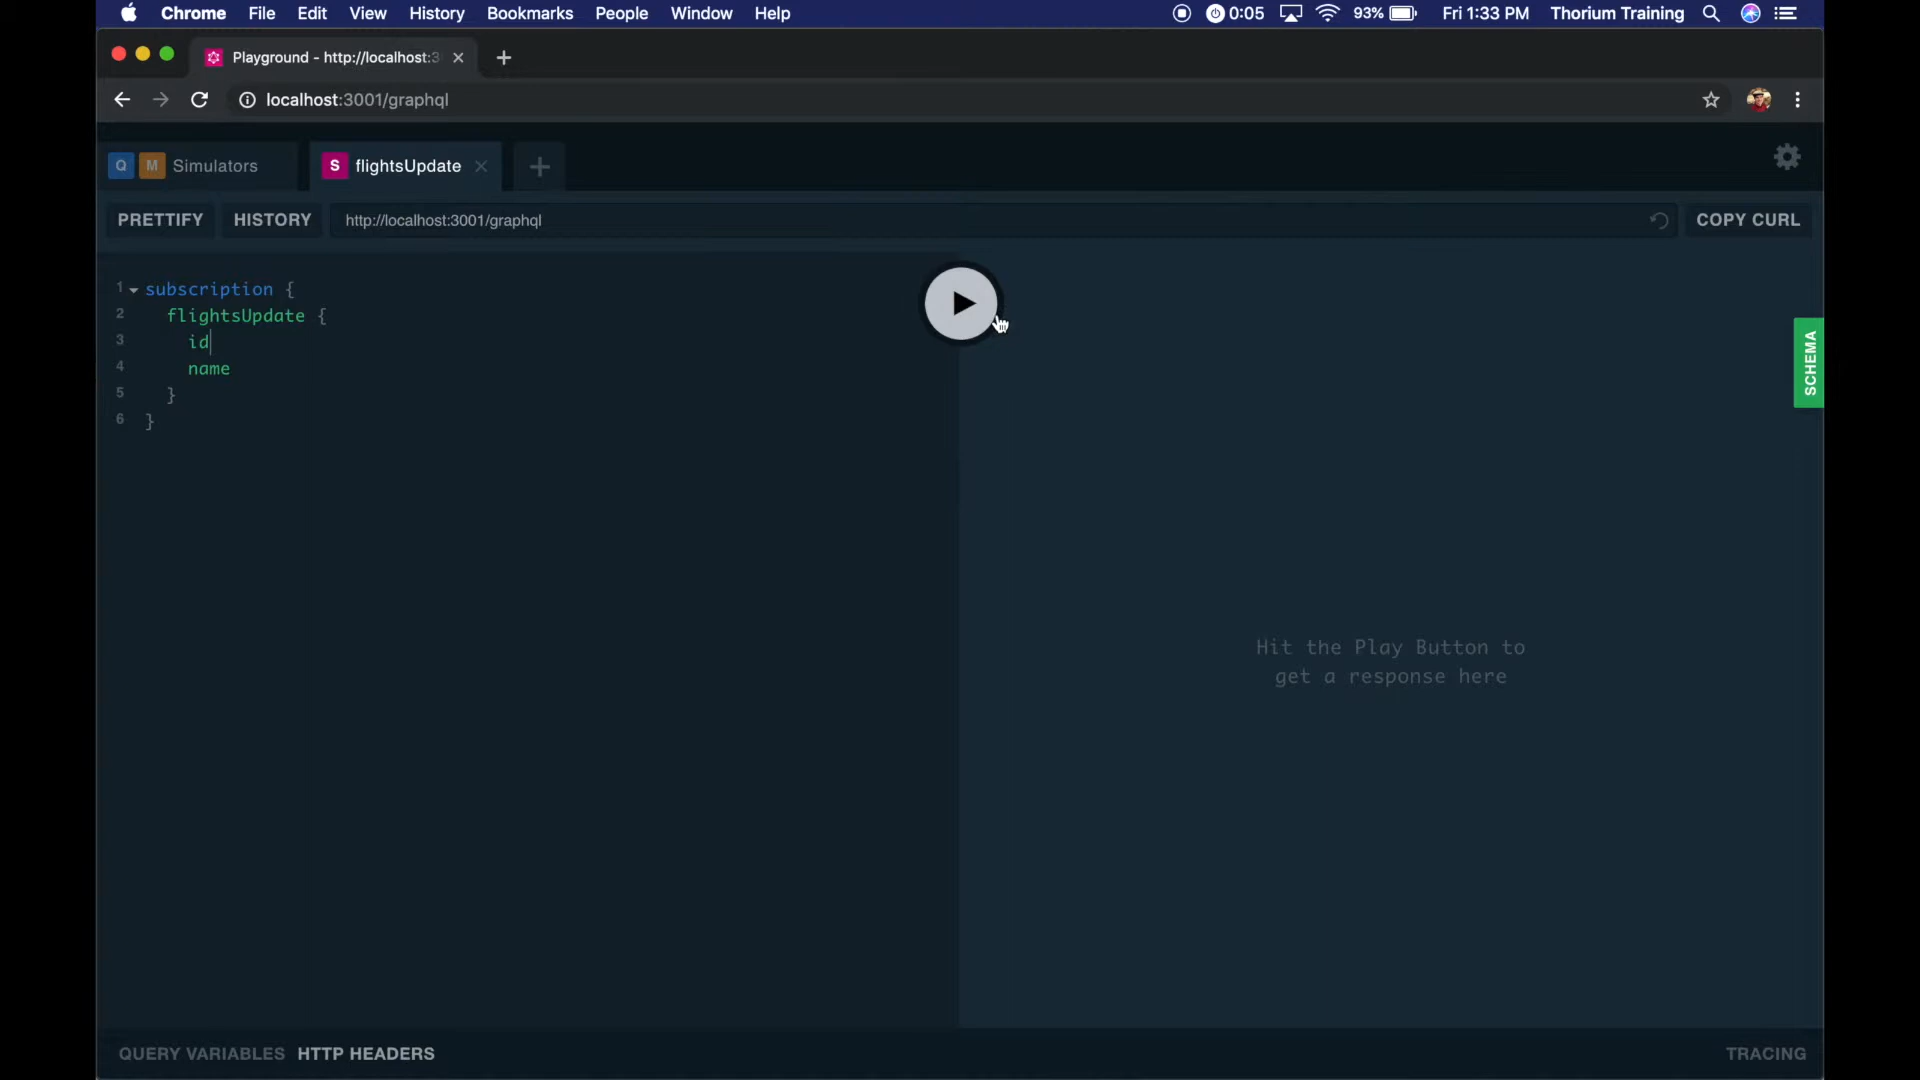 Chrome File Edit View History Bookmarks People Window Help 0:05 93% Fri 1:33 PM Thorium Training
Playground - http://localhost:3
localhost:3001/graphql
Q M Simulators S flightsUpdate
PRETTIFY HISTORY http://localhost:3001/graphql COPY CURL
1 subscription {
2 flightsUpdate {
3 id
4 name
5 }
6 }
SCHEMA
Hit the Play Button to
get a response here
QUERY VARIABLES HTTP HEADERS TRACING